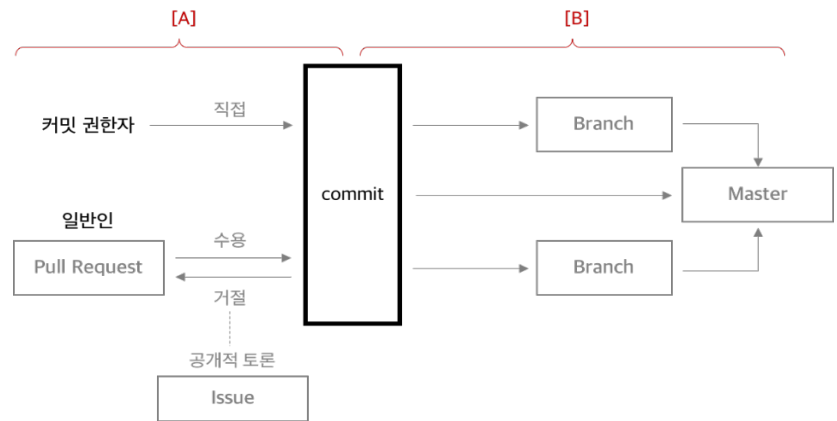 [A]
[B]
커밋 권한자
직접
Branch
commit
Master
일반인
Pull Request
수용
거절
Branch
공개적 토론
Issue